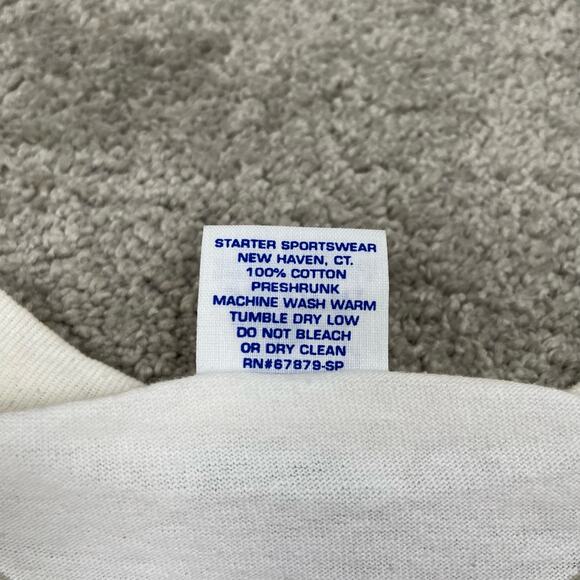 STARTER SPORTSWEAR
NEW HAVEN, CT.
100% COTTON
PRESHRUNK
MACHINE WASH WARM
TUMBLE DRY LOW
DO NOT BLEACH
OR DRY CLEAN
RN#67879-SP